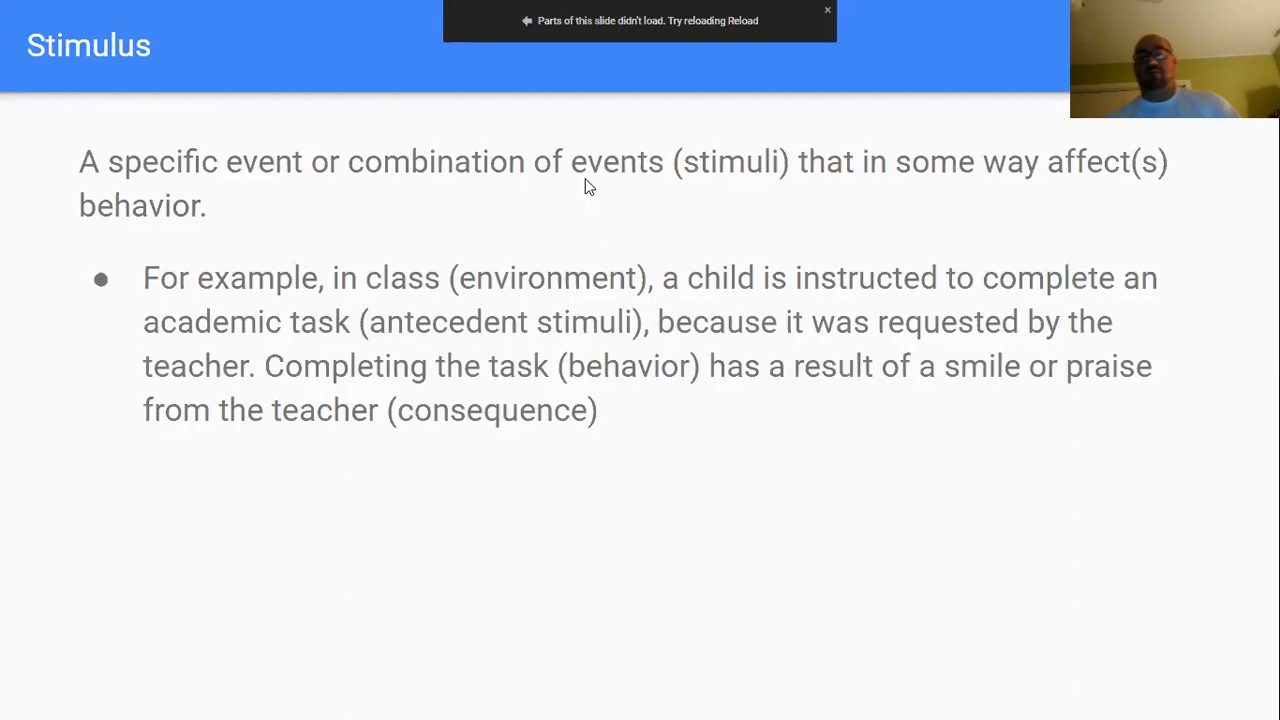 Stimulus
Parts of this slide didn't load. Try reloading Reload
A specific event or combination of events (stimuli) that in some way affect(s)
behavior.
● For example, in class (environment), a child is instructed to complete an
academic task (antecedent stimuli), because it was requested by the
teacher. Completing the task (behavior) has a result of a smile or praise
from the teacher (consequence)